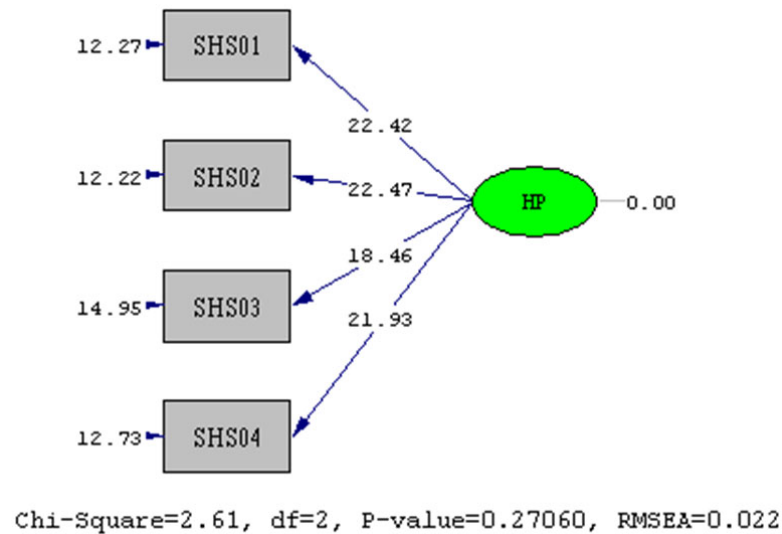 12.27 SHS01
22.42
12.22 SHS02
22.47
HP 0.00
18.46
14.95 SHS03
21.93
12.73 SHS04
Chi-Square=2.61, df=2, P-value=0.27060, RMSEA=0.022